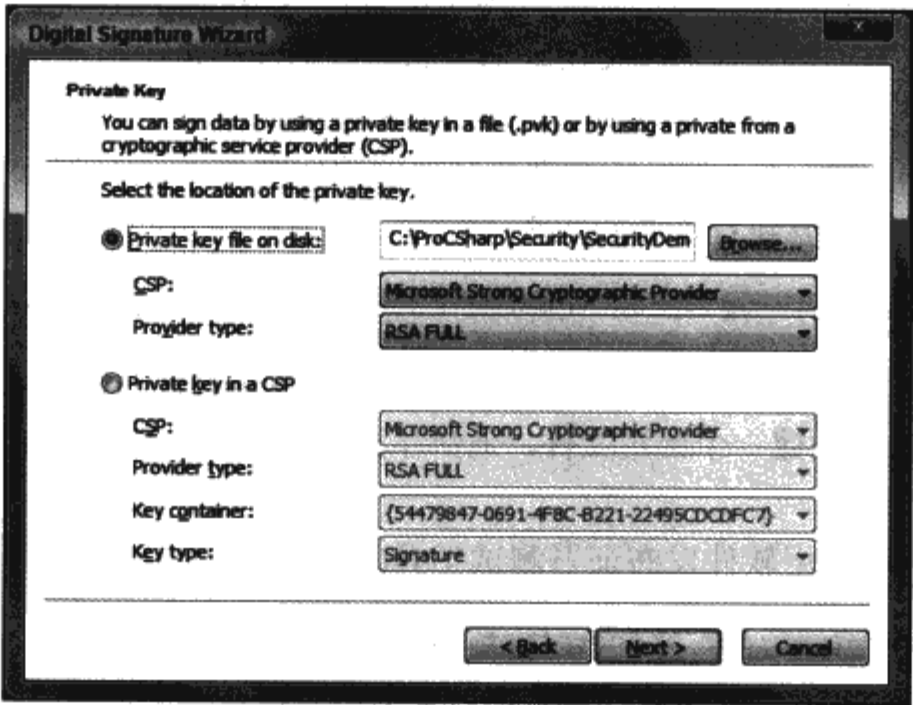 Digital Signature Wizard
Private Key
You can sign data by using a private key in a file (.pvk) or by using a private from a
cryptographic service provider (CSP).
Select the location of the private key.
Private key file on disk: C:\ProCSharp\Security\SecurityDem Browse...
CSP: Microsoft Strong Cryptographic Provider
Provider type: RSA FULL
Private key in a CSP
CSP: Microsoft Strong Cryptographic Provider
Provider type: RSA FULL
Key container: {54479847-0691-4F8C-B221-22495CDCDFC7}
Key type: Signature
< Back Next > Cancel